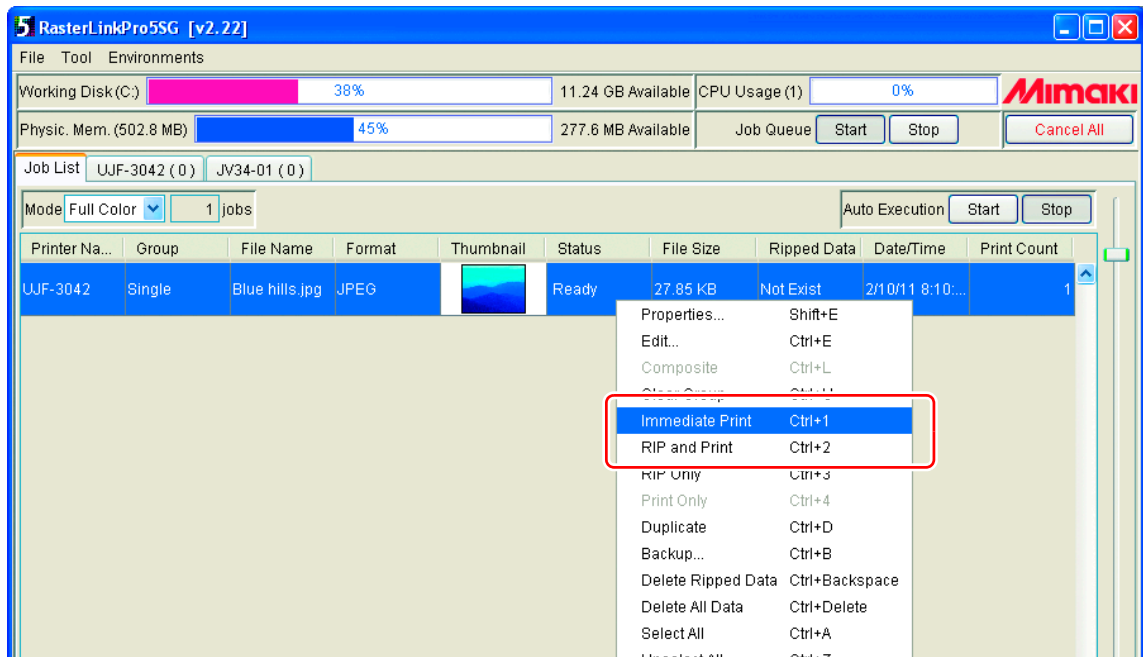 RasterLinkPro5SG [v2.22]
File Tool Environments
Working Disk (C:) 38% 11.24 GB Available CPU Usage (1) 0% Mimaki
Physic. Mem. (502.8 MB) 45% 277.6 MB Available Job Queue Start Stop Cancel All
Job List UJF-3042 ( 0 ) JV34-01 ( 0 )
Mode Full Color 1 jobs Auto Execution Start Stop
Printer Na... Group File Name Format Thumbnail Status File Size Ripped Data Date/Time Print Count
UJF-3042 Single Blue hills.jpg JPEG Ready 27.85 KB Not Exist 2/10/11 8:10:... 1
Properties... Shift+E
Edit... Ctrl+E
Composite Ctrl+L
Clear Group Ctrl+U
Immediate Print Ctrl+1
RIP and Print Ctrl+2
RIP Only Ctrl+3
Print Only Ctrl+4
Duplicate Ctrl+D
Backup... Ctrl+B
Delete Ripped Data Ctrl+Backspace
Delete All Data Ctrl+Delete
Select All Ctrl+A